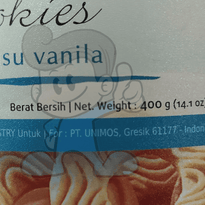 okies
su vanila
Berat Bersih | Net. Weight : 400 g (14.1 oz
STRY Untuk | For : PT. UNIMOS, Gresik 61177 - Indon